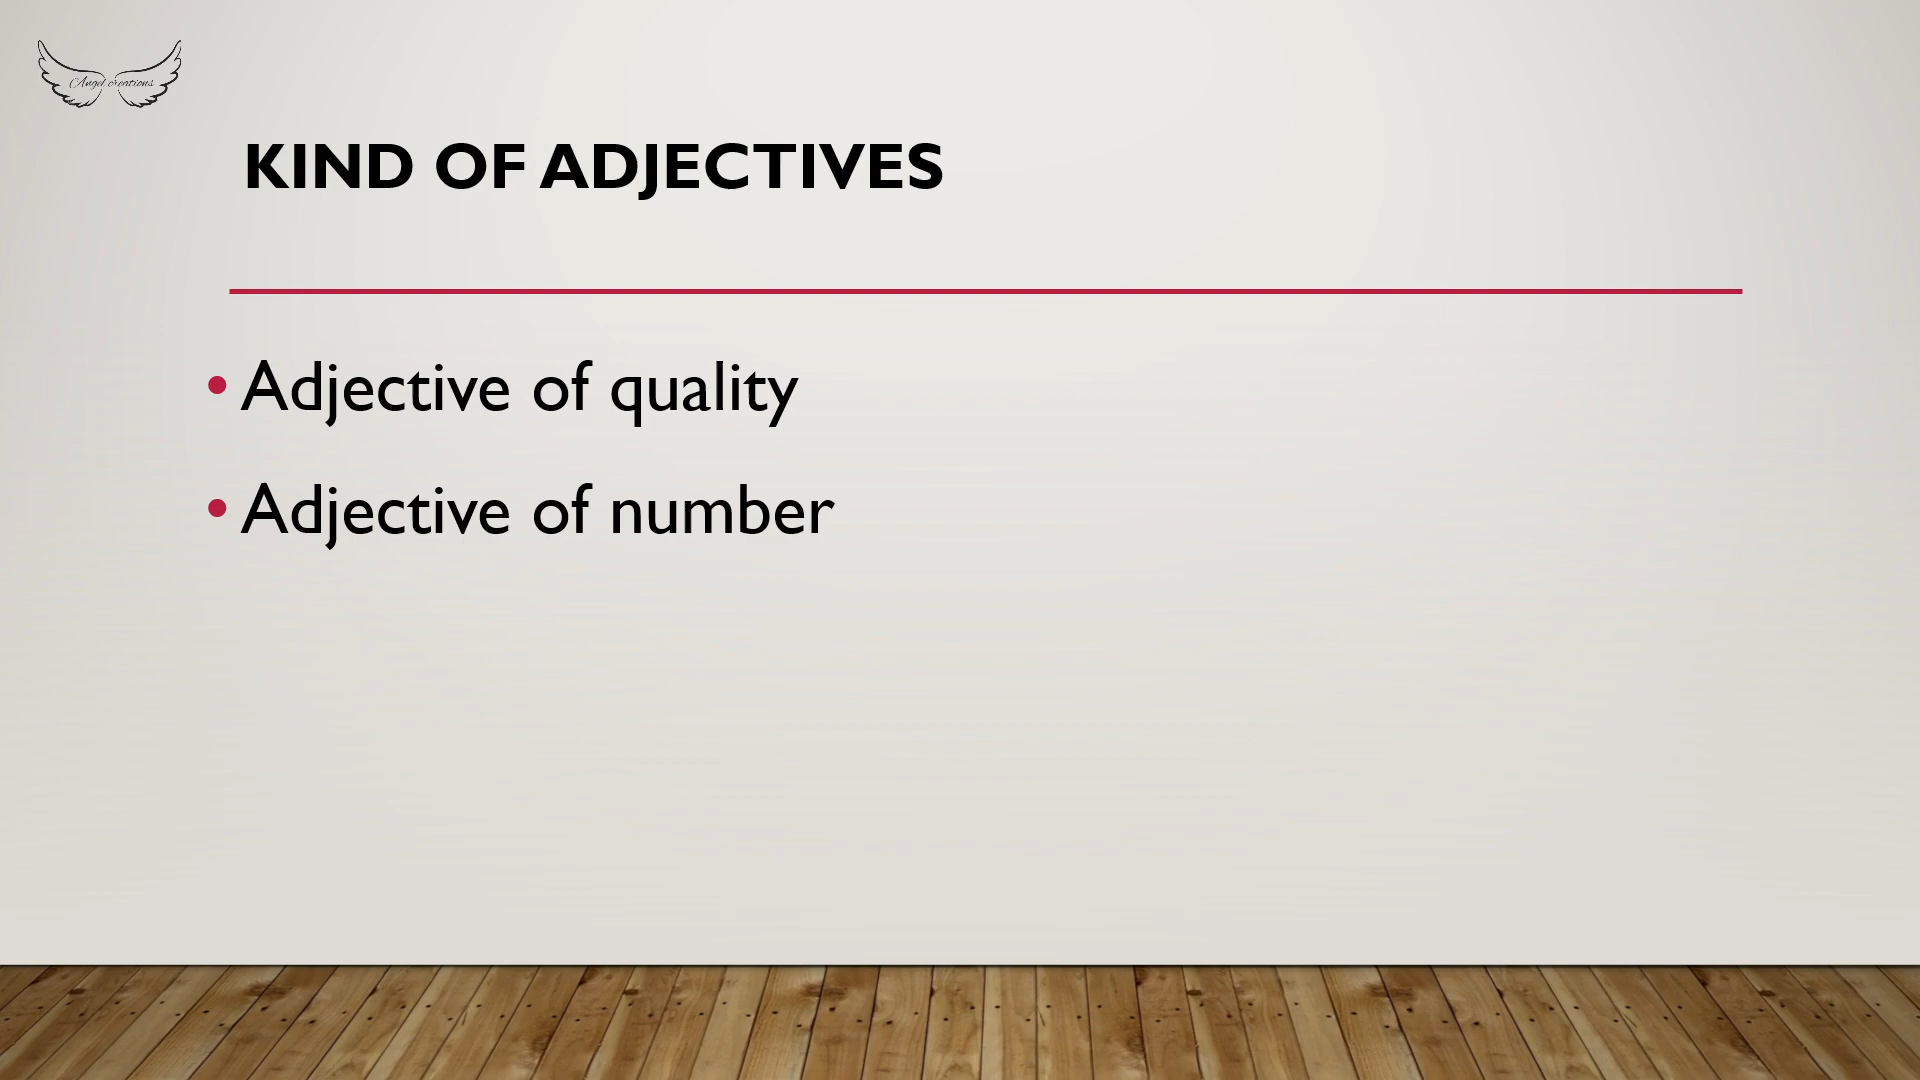 Angel creations
KIND OF ADJECTIVES
• Adjective of quality
• Adjective of number